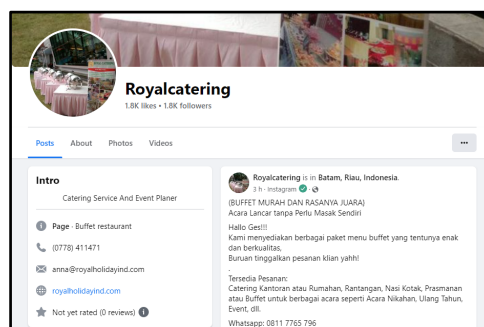 Royalcatering
1.8K likes • 1.8K followers
Posts About Photos Videos
Intro
Catering Service And Event Planer
Page · Buffet restaurant
(0778) 411471
anna@royalholidayind.com
royalholidayind.com
Not yet rated (0 reviews)
Royalcatering is in Batam, Riau, Indonesia.
3 h · Instagram ·
(BUFFET MURAH DAN RASANYA JUARA)
Acara Lancar tanpa Perlu Masak Sendiri
Hallo Ges!!!
Kami menyediakan berbagai paket menu buffet yang tentunya enak
dan berkualitas,
Buruan tinggalkan pesanan klian yahh!
.
Tersedia Pesanan:
Catering Kantoran atau Rumahan, Rantangan, Nasi Kotak, Prasmanan
atau Buffet untuk berbagai acara seperti Acara Nikahan, Ulang Tahun,
Event, dll.
Whatsapp: 0811 7765 796